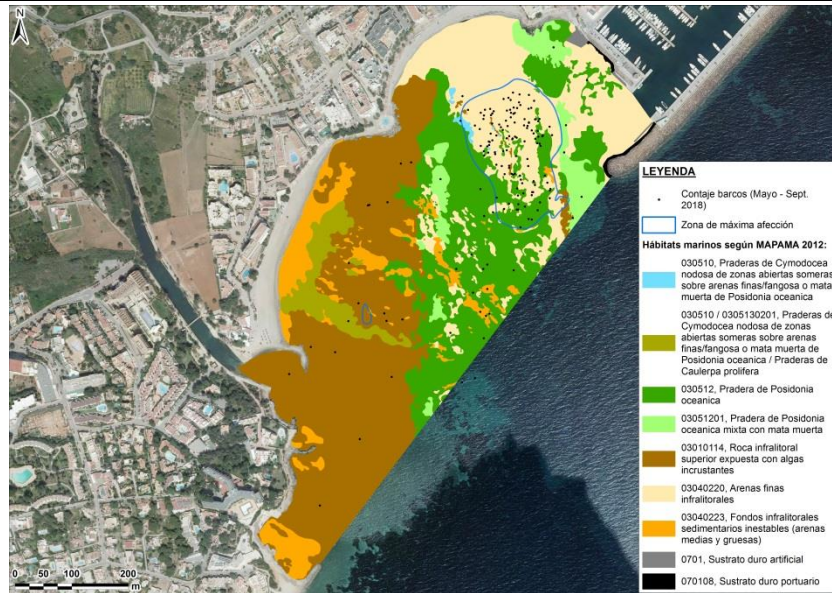 N
LEYENDA
Contaje barcos (Mayo - Sept.
2018)
Zona de máxima afección
Hábitats marinos según MAPAMA 2012:
030510, Praderas de Cymodocea
nodosa de zonas abiertas someras
sobre arenas finas/fangosa o mata
muerta de Posidonia oceanica
030510 / 0305130201, Praderas de
Cymodocea nodosa de zonas
abiertas someras sobre arenas
finas/fangosa o mata muerta de
Posidonia oceanica / Praderas de
Caulerpa prolifera
030512, Pradera de Posidonia
oceanica
03051201, Pradera de Posidonia
oceanica mixta con mata muerta
03010114, Roca infralitoral
superior expuesta con algas
incrustantes
03040220, Arenas finas
infralitorales
03040223, Fondos infralitorales
sedimentarios inestables (arenas
medias y gruesas)
0701, Sustrato duro artificial
070108, Sustrato duro portuario
0 50 100 200
m